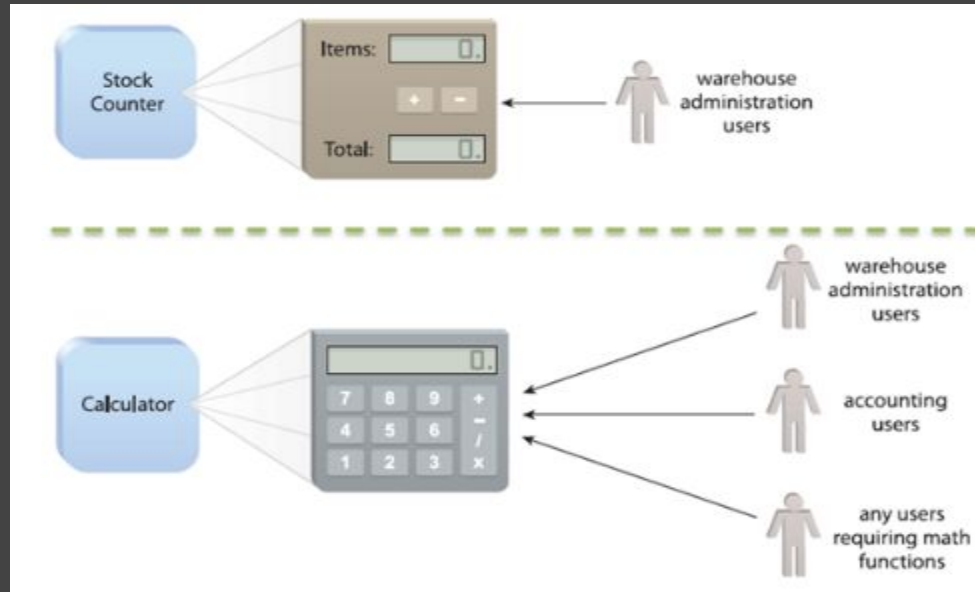 Stock
Counter
Items:
0.
+ -
Total:
0.
warehouse
administration
users
Calculator
0.
7 8 9 +
4 5 6 -
/
1 2 3 x
warehouse
administration
users
accounting
users
any users
requiring math
functions